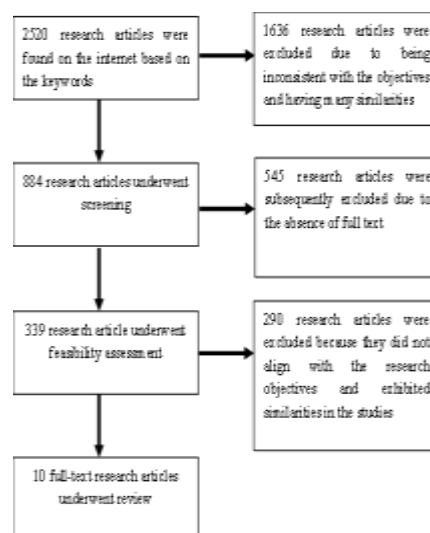 2520 research articles were
found on the internet based on
the keywords
1636 research articles were
excluded due to being
inconsistent with the objectives
and having many similarities
884 research articles underwent
screening
545 research articles were
subsequently excluded due to
the absence of full text
339 research article underwent
feasibility assessment
290 research articles were
excluded because they did not
align with the research
objectives and exhibited
similarities in the studies
10 full-text research articles
underwent review